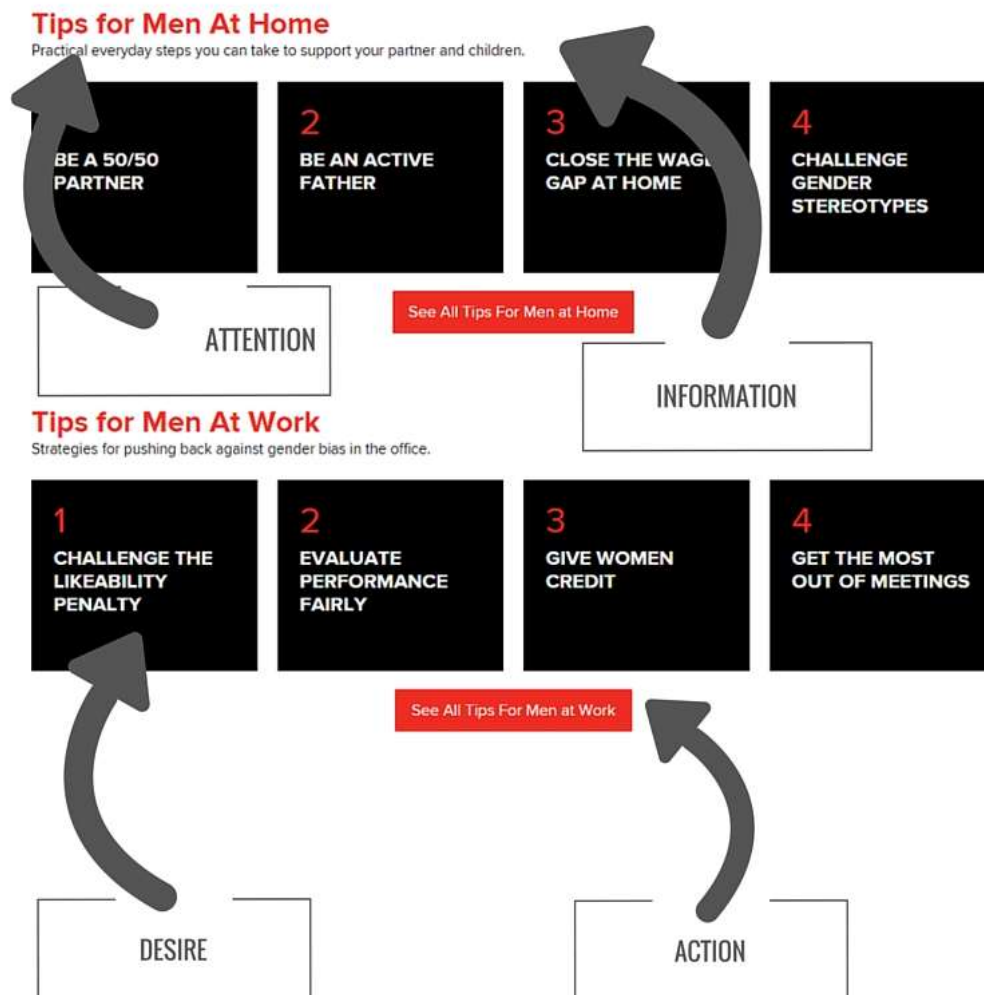 Tips for Men At Home
Practical everyday steps you can take to support your partner and children.
BE A 50/50
PARTNER
2
BE AN ACTIVE
FATHER
3
CLOSE THE WAGE
GAP AT HOME
4
CHALLENGE
GENDER
STEREOTYPES
See All Tips For Men at Home
ATTENTION
INFORMATION
Tips for Men At Work
Strategies for pushing back against gender bias in the office.
1
CHALLENGE THE
LIKEABILITY
PENALTY
2
EVALUATE
PERFORMANCE
FAIRLY
3
GIVE WOMEN
CREDIT
4
GET THE MOST
OUT OF MEETINGS
See All Tips For Men at Work
DESIRE
ACTION